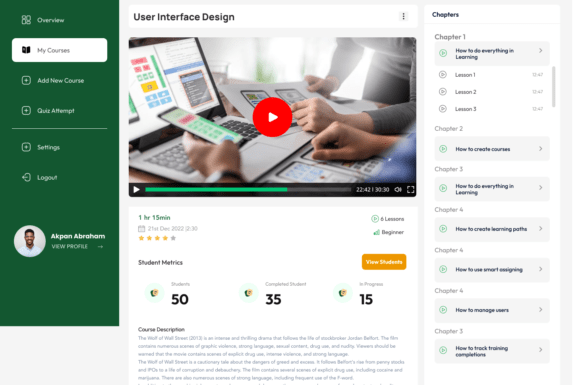 Overview
My Courses
Add New Course
Quiz Attempt
Settings
Logout
Akpan Abraham
VIEW PROFILE
User Interface Design
22:42 | 30:30
1 hr 15min
21st Dec 2022 |2:30
6 Lessons
Beginner
Student Metrics
View Students
Students
50
Completed Student
35
In Progress
15
Course Description
The Wolf of Wall Street (2013) is an intense and thrilling drama that follows the life of stockbroker Jordan Belfort. The film
contains numerous scenes of graphic violence, strong language, sexual content, drug use, and nudity. Viewers should be
warned that the movie contains scenes of explicit drug use, intense violence, and strong language.
The Wolf of Wall Street is a cautionary tale about the dangers of greed and excess. It follows Belfort's rise from penny stocks
and IPOs to a life of corruption and debauchery. The film contains several scenes of explicit drug use, including cocaine and
marijuana. There are also numerous scenes of strong language, including frequent use of the F-word.
Chapters
Chapter 1
How to do everything in
Learning
Lesson 1
12:47
Lesson 2
12:47
Lesson 3
12:47
Chapter 2
How to create courses
Chapter 3
How to do everything in
Learning
Chapter 4
How to create learning paths
Chapter 4
How to use smart assigning
Chapter 4
How to manage users
Chapter 3
How to track training
completions